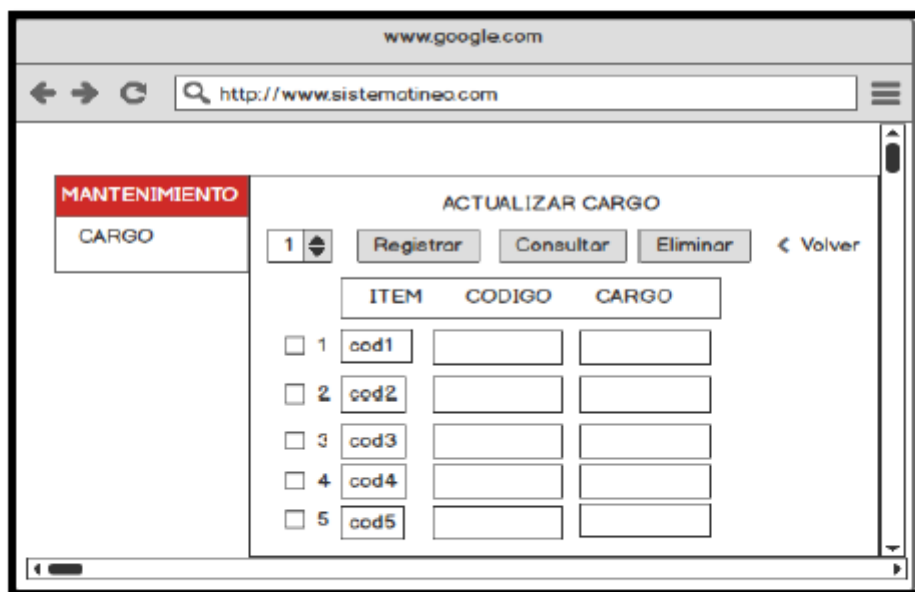 www.google.com
http://www.sistematineo.com
MANTENIMIENTO
CARGO
ACTUALIZAR CARGO
1 Registrar Consultar Eliminar < Volver
ITEM CODIGO CARGO
1 cod1
2 cod2
3 cod3
4 cod4
5 cod5